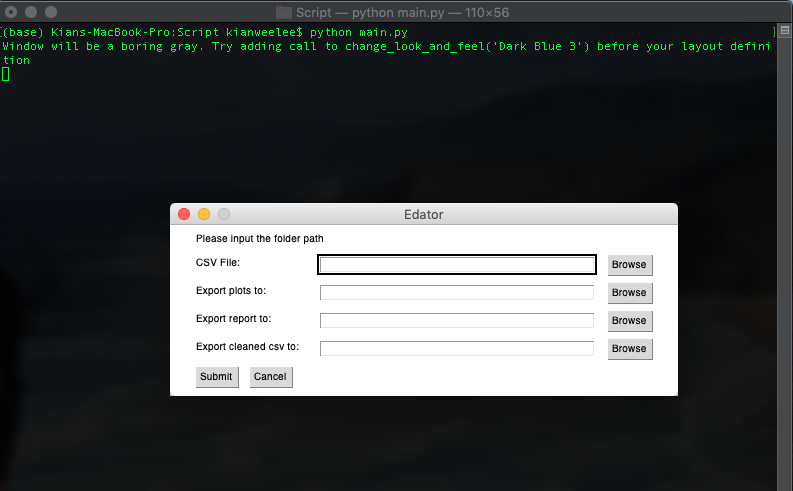 Script — python main.py — 110×56
[(base) Kians-MacBook-Pro:Script kianweelee$ python main.py ]
Window will be a boring gray. Try adding call to change_look_and_feel('Dark Blue 3') before your layout defini
tion
Edator
Please input the folder path
CSV File: Browse
Export plots to: Browse
Export report to: Browse
Export cleaned csv to: Browse
Submit Cancel